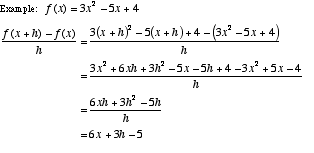 Example: f(x) = 3x² − 5x + 4
(f(x+h) − f(x))/h = (3(x+h)² − 5(x+h) + 4 − (3x² − 5x + 4))/h
= (3x² + 6xh + 3h² − 5x − 5h + 4 − 3x² + 5x − 4)/h
= (6xh + 3h² − 5h)/h
= 6x + 3h − 5